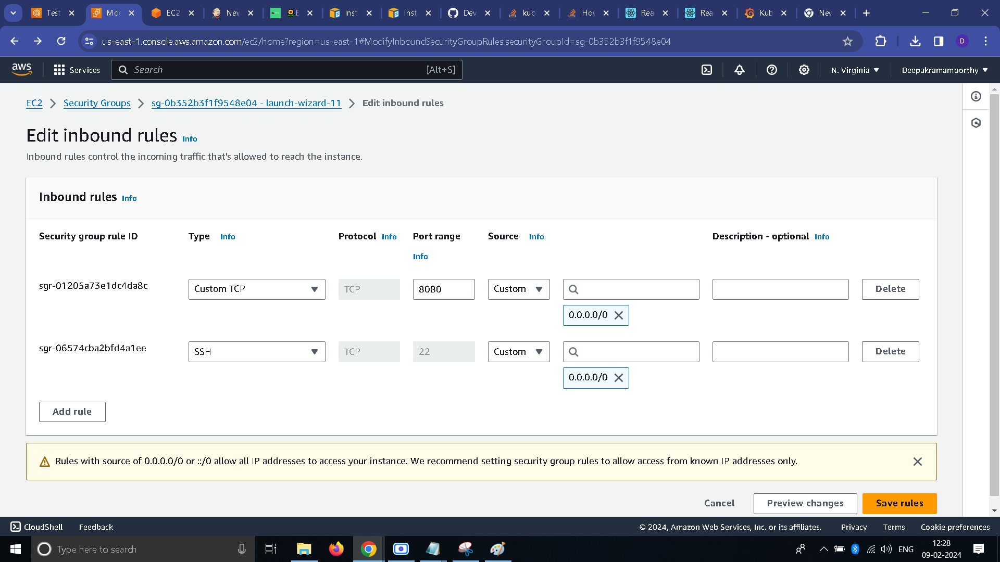 Test
Mod
EC2
New
E
Inst
Inst
Dev
kub
How
Rea
Rea
Kub
New
us-east-1.console.aws.amazon.com/ec2/home?region=us-east-1#ModifyInboundSecurityGroupRules:securityGroupId=sg-0b352b3f1f9548e04
D
aws
Services
Search
[Alt+S]
N. Virginia
Deepakramamoorthy
EC2
Security Groups
sg-0b352b3f1f9548e04 - launch-wizard-11
Edit inbound rules
Edit inbound rules Info
Inbound rules control the incoming traffic that's allowed to reach the instance.
Inbound rules Info
Security group rule ID
Type Info
Protocol Info
Port range
Info
Source Info
Description - optional Info
sgr-01205a73e1dc4da8c
Custom TCP
TCP
8080
Custom
0.0.0.0/0
Delete
sgr-06574cba2bfd4a1ee
SSH
TCP
22
Custom
0.0.0.0/0
Delete
Add rule
Rules with source of 0.0.0.0/0 or ::/0 allow all IP addresses to access your instance. We recommend setting security group rules to allow access from known IP addresses only.
Cancel
Preview changes
Save rules
CloudShell
Feedback
© 2024, Amazon Web Services, Inc. or its affiliates.
Privacy
Terms
Cookie preferences
Type here to search
ENG
12:28
09-02-2024